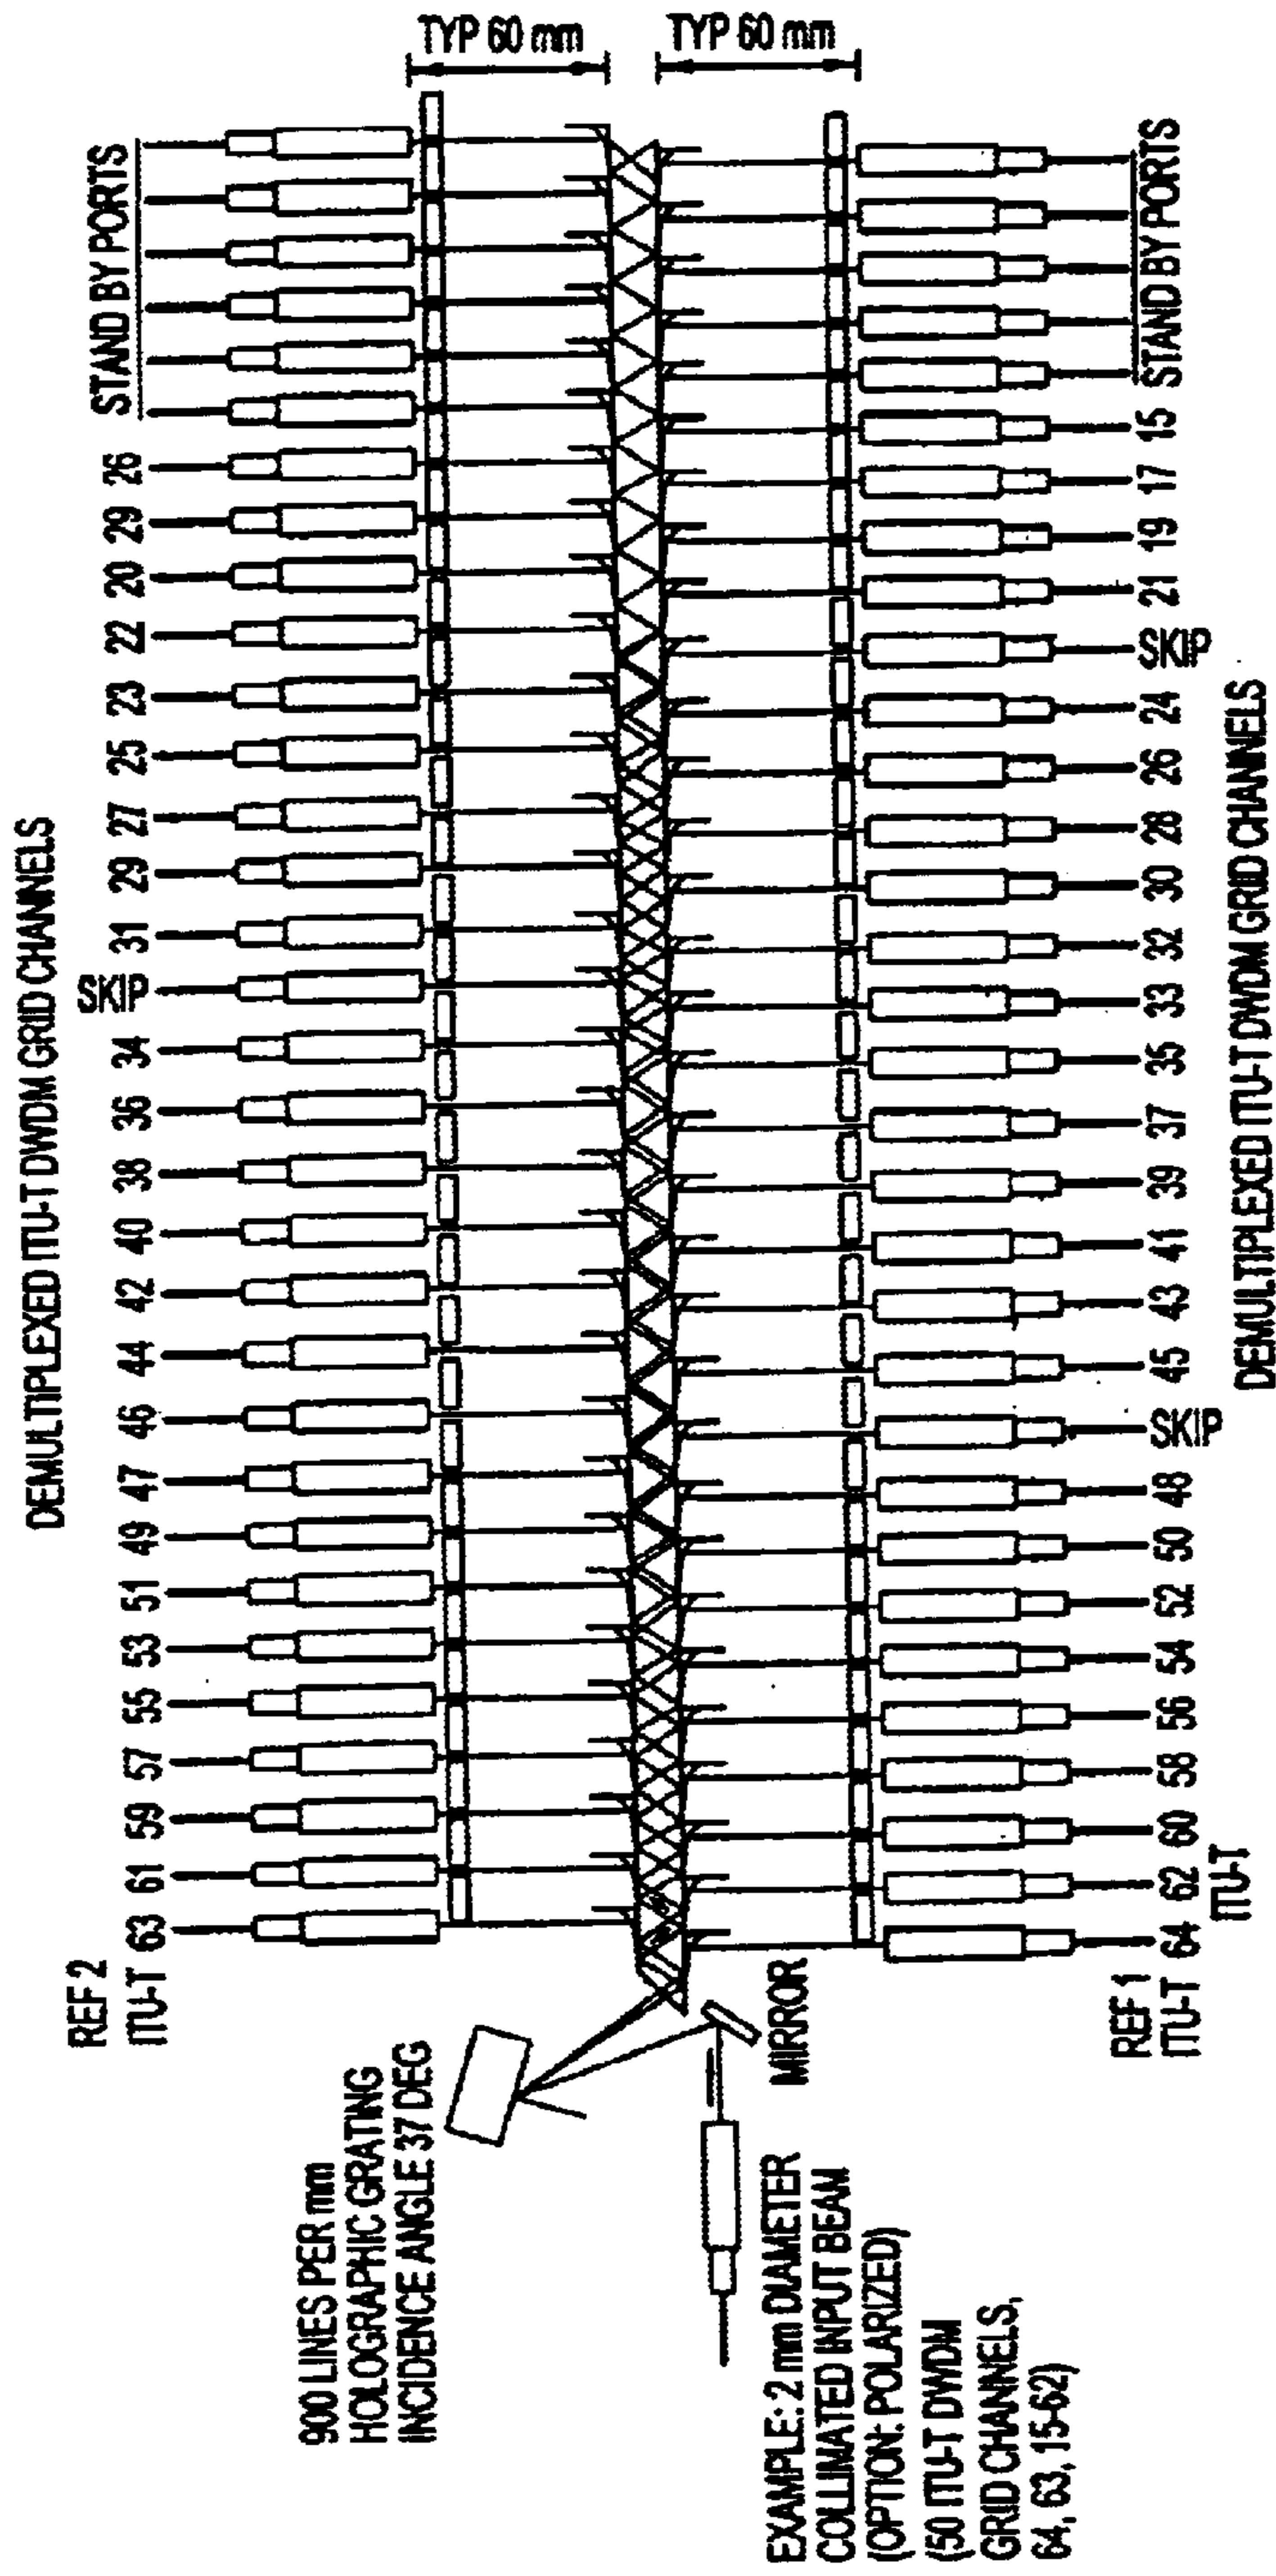 DEMULTIPLEXED ITU-T DWDM GRID CHANNELS
REF 2
ITU-T 63 61 59 57 55 53 51 49 47 46 44 42 40 38 36 34 SKIP 31 29 27 25 23 22 20 29 26 STAND BY PORTS
900 LINES PER mm
HOLOGRAPHIC GRATING
INCIDENCE ANGLE 37 DEG
TYP 60 mm
TYP 60 mm
MIRROR
EXAMPLE: 2 mm DIAMETER
COLLIMATED INPUT BEAM
(OPTION: POLARIZED)
(50 ITU-T DWDM
GRID CHANNELS,
64, 63, 15-62)
REF 1
ITU-T 64 62 60 58 56 54 52 50 48 SKIP 45 43 41 39 37 35 33 32 30 28 26 24 SKIP 21 19 17 15 STAND BY PORTS
ITU-T
DEMULTIPLEXED ITU-T DWDM GRID CHANNELS